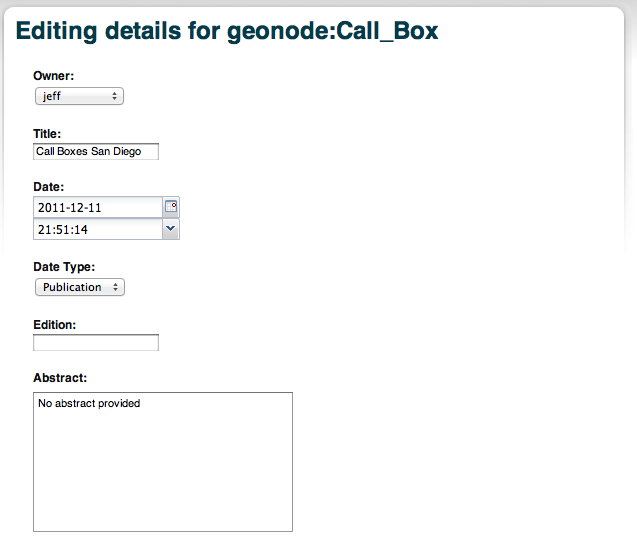 Editing details for geonode:Call_Box
Owner:
jeff
Title:
Call Boxes San Diego
Date:
2011-12-11
21:51:14
Date Type:
Publication
Edition:
Abstract:
No abstract provided